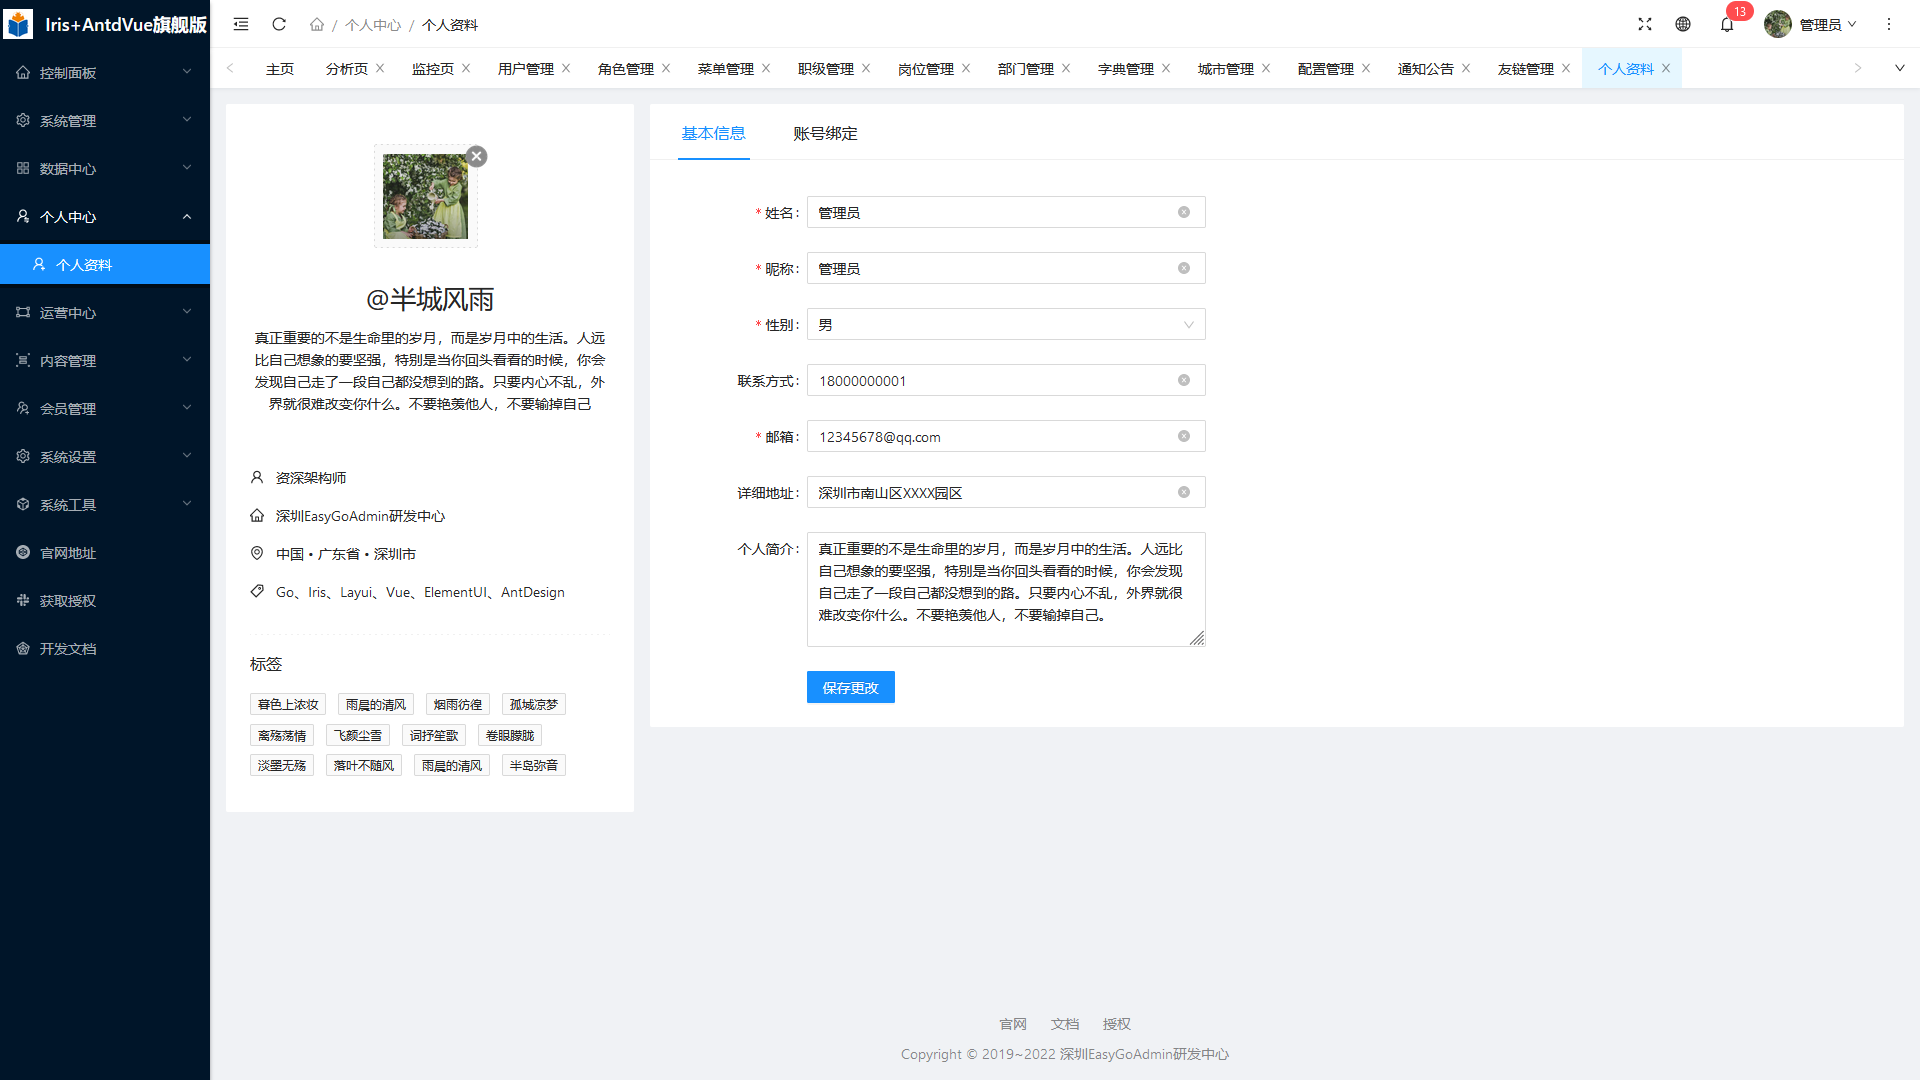 Iris+AntdVue旗舰版
控制面板
系统管理
数据中心
个人中心
个人资料
运营中心
内容管理
会员管理
系统设置
系统工具
官网地址
获取授权
开发文档
/ 个人中心 / 个人资料
13
管理员
主页 分析页 监控页 用户管理 角色管理 菜单管理 职级管理 岗位管理 部门管理 字典管理 城市管理 配置管理 通知公告 友链管理 个人资料
@半城风雨
真正重要的不是生命里的岁月，而是岁月中的生活。人远
比自己想象的要坚强，特别是当你回头看看的时候，你会
发现自己走了一段自己都没想到的路。只要内心不乱，外
界就很难改变你什么。不要艳羡他人，不要输掉自己
资深架构师
深圳EasyGoAdmin研发中心
中国 • 广东省 • 深圳市
Go、Iris、Layui、Vue、ElementUI、AntDesign
标签
暮色上浓妆 雨晨的清风 烟雨彷徨 孤城凉梦
离殇荡情 飞颜尘雪 词抒笙歌 卷眼朦胧
淡墨无殇 落叶不随风 雨晨的清风 半岛弥音
基本信息 账号绑定
* 姓名: 管理员
* 昵称: 管理员
* 性别: 男
联系方式: 18000000001
* 邮箱: 12345678@qq.com
详细地址: 深圳市南山区XXXX园区
个人简介: 真正重要的不是生命里的岁月，而是岁月中的生活。人远比
自己想象的要坚强，特别是当你回头看看的时候，你会发现
自己走了一段自己都没想到的路。只要内心不乱，外界就很
难改变你什么。不要艳羡他人，不要输掉自己。
保存更改
官网 文档 授权
Copyright © 2019~2022 深圳EasyGoAdmin研发中心